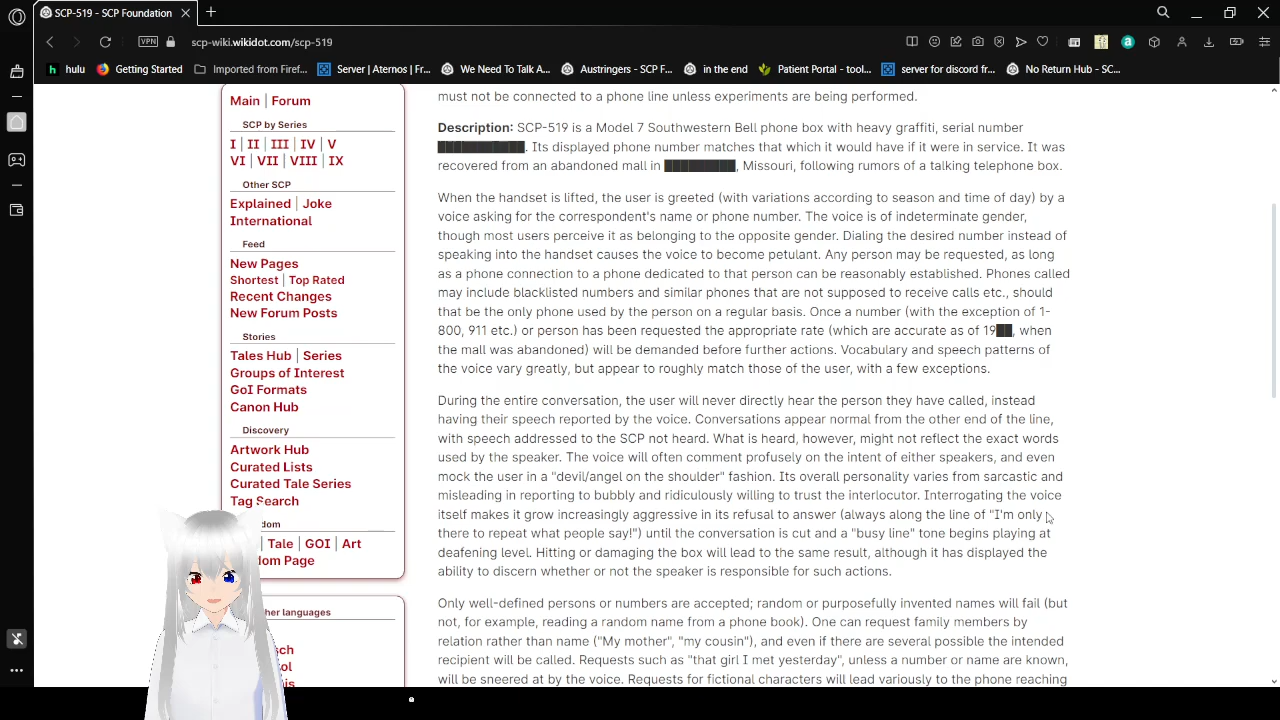 SCP-519 - SCP Foundation
VPN
scp-wiki.wikidot.com/scp-519
hulu
Getting Started
Imported from Firef...
Server | Aternos | Fr...
We Need To Talk A...
Austringers - SCP F...
in the end
Patient Portal - tool...
server for discord fr...
No Return Hub - SC...
Main | Forum
SCP by Series
I | II | III | IV | V
VI | VII | VIII | IX
Other SCP
Explained | Joke
International
Feed
New Pages
Shortest | Top Rated
Recent Changes
New Forum Posts
Stories
Tales Hub | Series
Groups of Interest
GoI Formats
Canon Hub
Discovery
Artwork Hub
Curated Lists
Curated Tale Series
Tag Search
| Tale | GOI | Art
Page
languages
must not be connected to a phone line unless experiments are being performed.
Description: SCP-519 is a Model 7 Southwestern Bell phone box with heavy graffiti, serial number
███████████. Its displayed phone number matches that which it would have if it were in service. It was
recovered from an abandoned mall in █████████, Missouri, following rumors of a talking telephone box.
When the handset is lifted, the user is greeted (with variations according to season and time of day) by a
voice asking for the correspondent's name or phone number. The voice is of indeterminate gender,
though most users perceive it as belonging to the opposite gender. Dialing the desired number instead of
speaking into the handset causes the voice to become petulant. Any person may be requested, as long
as a phone connection to a phone dedicated to that person can be reasonably established. Phones called
may include blacklisted numbers and similar phones that are not supposed to receive calls etc., should
that be the only phone used by the person on a regular basis. Once a number (with the exception of 1-
800, 911 etc.) or person has been requested the appropriate rate (which are accurate as of 19██, when
the mall was abandoned) will be demanded before further actions. Vocabulary and speech patterns of
the voice vary greatly, but appear to roughly match those of the user, with a few exceptions.
During the entire conversation, the user will never directly hear the person they have called, instead
having their speech reported by the voice. Conversations appear normal from the other end of the line,
with speech addressed to the SCP not heard. What is heard, however, might not reflect the exact words
used by the speaker. The voice will often comment profusely on the intent of either speakers, and even
mock the user in a "devil/angel on the shoulder" fashion. Its overall personality varies from sarcastic and
misleading in reporting to bubbly and ridiculously willing to trust the interlocutor. Interrogating the voice
itself makes it grow increasingly aggressive in its refusal to answer (always along the line of "I'm only
there to repeat what people say!") until the conversation is cut and a "busy line" tone begins playing at
deafening level. Hitting or damaging the box will lead to the same result, although it has displayed the
ability to discern whether or not the speaker is responsible for such actions.
Only well-defined persons or numbers are accepted; random or purposefully invented names will fail (but
not, for example, reading a random name from a phone book). One can request family members by
relation rather than name ("My mother", "my cousin"), and even if there are several possible the intended
recipient will be called. Requests such as "that girl I met yesterday", unless a number or name are known,
will be sneered at by the voice. Requests for fictional characters will lead variously to the phone reaching